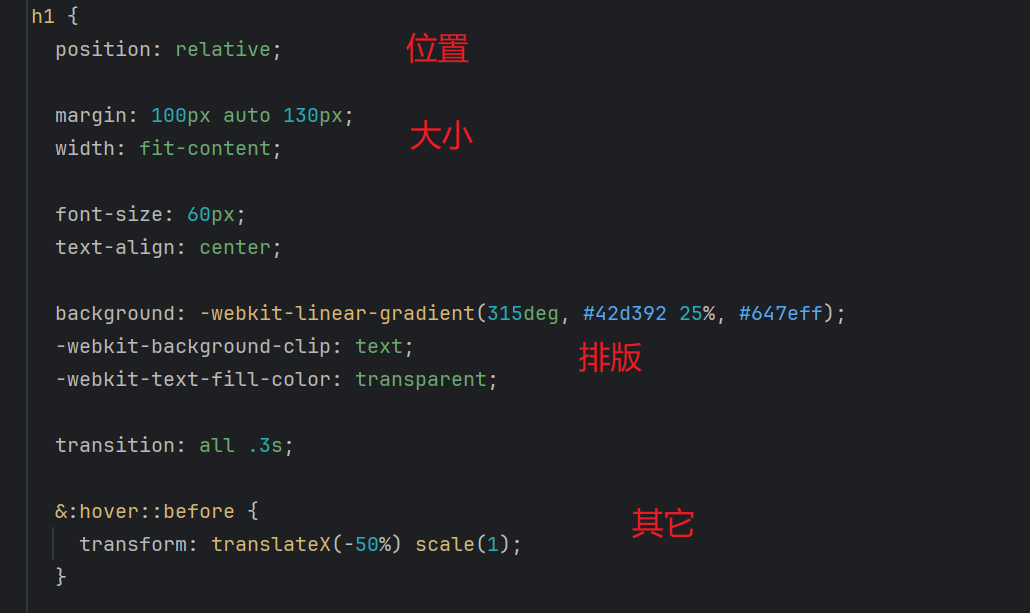 h1 {
position: relative;
位置
margin: 100px auto 130px;
大小
width: fit-content;
font-size: 60px;
text-align: center;
background: -webkit-linear-gradient(315deg, #42d392 25%, #647eff);
-webkit-background-clip: text;
排版
-webkit-text-fill-color: transparent;
transition: all .3s;
&:hover::before {
其它
transform: translateX(-50%) scale(1);
}